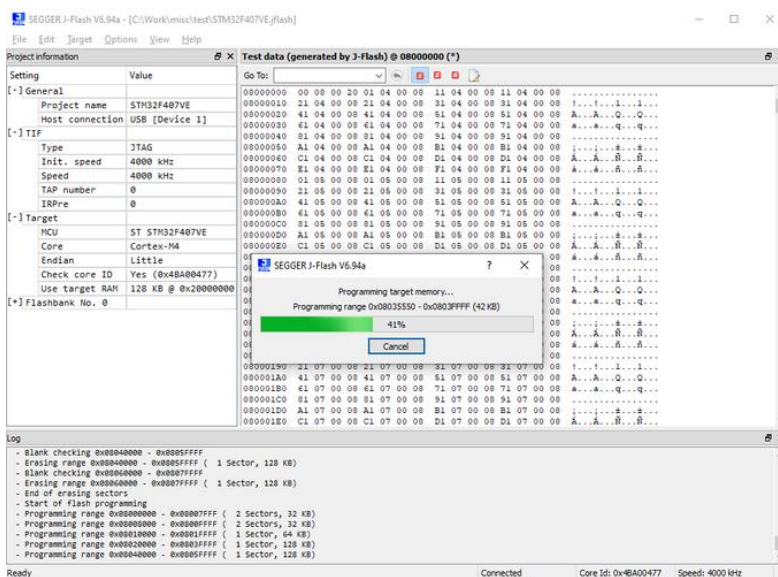 SEGGER J-Flash V6.94a - [C:\Work\misc\test\STM32F407VE.jflash]
File Edit Target Options View Help
Project information
Setting Value
[-] General
Project name STM32F407VE
Host connection USB [Device 1]
[-] TIF
Type JTAG
Init. speed 4000 kHz
Speed 4000 kHz
TAP number 0
IRPre 0
[-] Target
MCU ST STM32F407VE
Core Cortex-M4
Endian Little
Check core ID Yes (0x4BA00477)
Use target RAM 128 KB @ 0x20000000
[+] Flashbank No. 0
Test data (generated by J-Flash) @ 08000000 (*)
Go To:
08000000 00 08 00 20 01 04 00 08 11 04 00 08 11 04 00 08
08000010 21 04 00 08 21 04 00 08 31 04 00 08 31 04 00 08 !...!...1...1...
08000020 41 04 00 08 41 04 00 08 51 04 00 08 51 04 00 08 A...A...Q...Q...
08000030 61 04 00 08 61 04 00 08 71 04 00 08 71 04 00 08 a...a...q...q...
08000040 81 04 00 08 81 04 00 08 91 04 00 08 91 04 00 08
08000050 A1 04 00 08 A1 04 00 08 B1 04 00 08 B1 04 00 08 ¡...¡...±...±...
08000060 C1 04 00 08 C1 04 00 08 D1 04 00 08 D1 04 00 08 Á...Á...Ñ...Ñ...
08000070 E1 04 00 08 E1 04 00 08 F1 04 00 08 F1 04 00 08 á...á...ñ...ñ...
08000080 01 05 00 08 01 05 00 08 11 05 00 08 11 05 00 08
08000090 21 05 00 08 21 05 00 08 31 05 00 08 31 05 00 08 !...!...1...1...
080000A0 41 05 00 08 41 05 00 08 51 05 00 08 51 05 00 08 A...A...Q...Q...
080000B0 61 05 00 08 61 05 00 08 71 05 00 08 71 05 00 08 a...a...q...q...
080000C0 81 05 00 08 81 05 00 08 91 05 00 08 91 05 00 08
080000D0 A1 05 00 08 A1 05 00 08 B1 05 00 08 B1 05 00 08 ¡...¡...±...±...
080000E0 C1 05 00 08 C1 05 00 08 D1 05 00 08 D1 05 00 08 Á...Á...Ñ...Ñ...
SEGGER J-Flash V6.94a
Programming target memory...
Programming range 0x08035550 - 0x0803FFFF (42 KB)
41%
Cancel
08000190 21 07 00 08 21 07 00 08 31 07 00 08 31 07 00 08 !...!...1...1...
080001A0 41 07 00 08 41 07 00 08 51 07 00 08 51 07 00 08 A...A...Q...Q...
080001B0 61 07 00 08 61 07 00 08 71 07 00 08 71 07 00 08 a...a...q...q...
080001C0 81 07 00 08 81 07 00 08 91 07 00 08 91 07 00 08
080001D0 A1 07 00 08 A1 07 00 08 B1 07 00 08 B1 07 00 08 ¡...¡...±...±...
080001E0 C1 07 00 08 C1 07 00 08 D1 07 00 08 D1 07 00 08 Á...Á...Ñ...Ñ...
Log
- Blank checking 0x08040000 - 0x0805FFFF
- Erasing range 0x08040000 - 0x0805FFFF ( 1 Sector, 128 KB)
- Blank checking 0x08060000 - 0x0807FFFF
- Erasing range 0x08060000 - 0x0807FFFF ( 1 Sector, 128 KB)
- End of erasing sectors
- Start of flash programming
- Programming range 0x08000000 - 0x08007FFF ( 2 Sectors, 32 KB)
- Programming range 0x08008000 - 0x0800FFFF ( 2 Sectors, 32 KB)
- Programming range 0x08010000 - 0x0801FFFF ( 1 Sector, 64 KB)
- Programming range 0x08020000 - 0x0803FFFF ( 1 Sector, 128 KB)
- Programming range 0x08040000 - 0x0805FFFF ( 1 Sector, 128 KB)
Ready Connected Core Id: 0x4BA00477 Speed: 4000 kHz